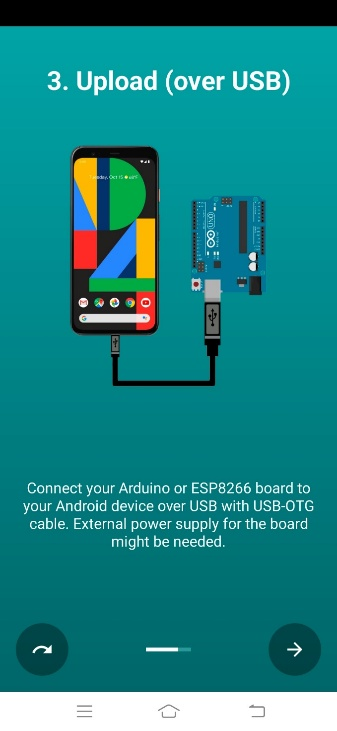 3. Upload (over USB)
Connect your Arduino or ESP8266 board to
your Android device over USB with USB-OTG
cable. External power supply for the board
might be needed.